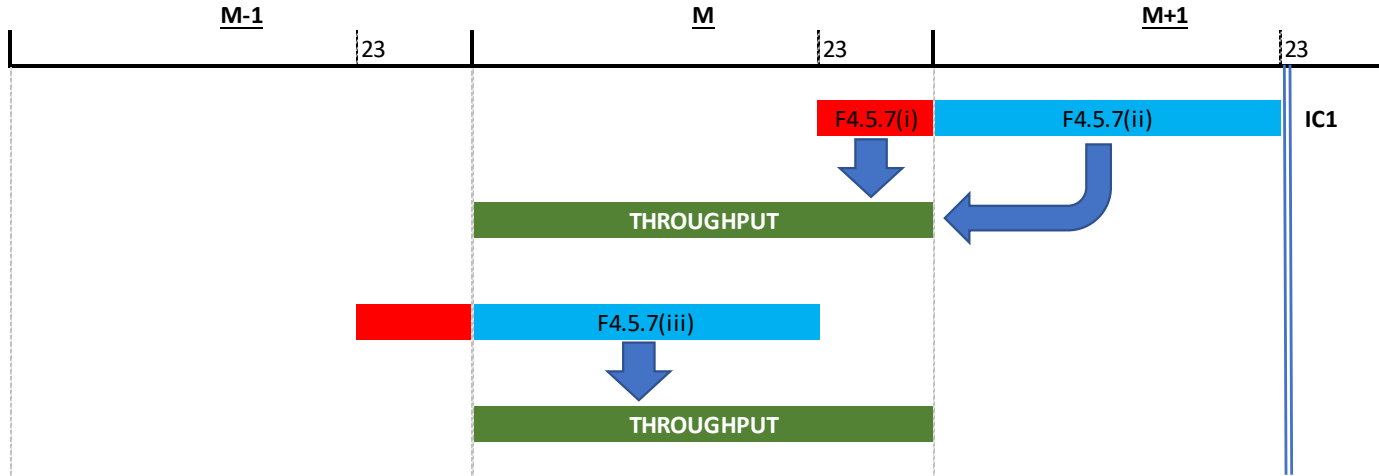 M-1 M M+1
23 23 23
F4.5.7(i) F4.5.7(ii) IC1
THROUGHPUT
F4.5.7(iii)
THROUGHPUT